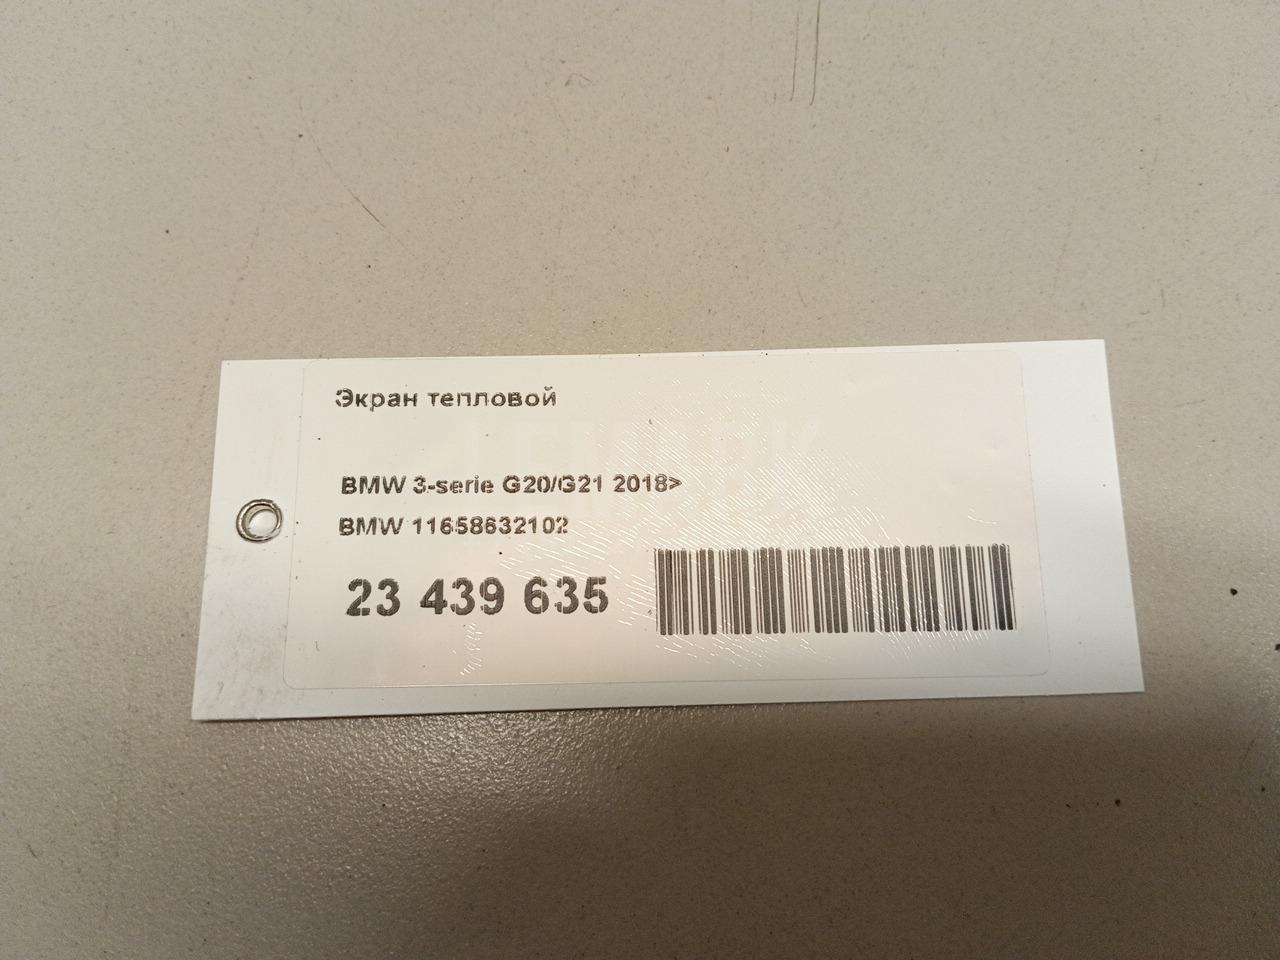 Экран тепловой
BMW 3-serie G20/G21 2018>
BMW 11658632102
23 439 635